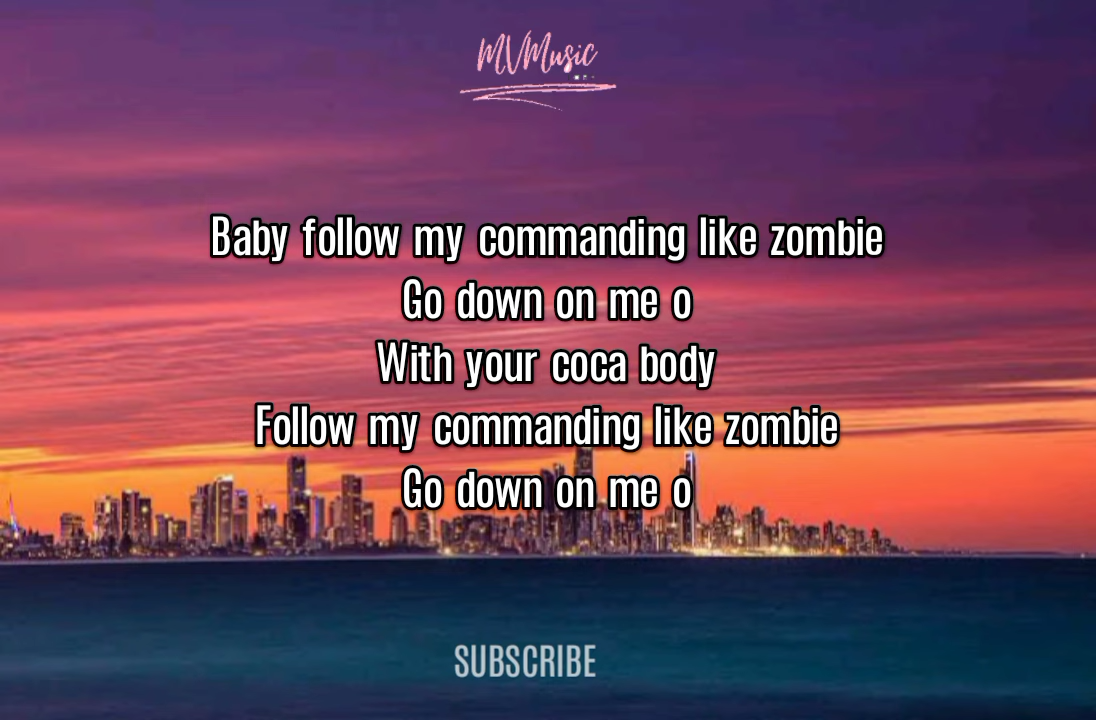 MVMusic
Baby follow my commanding like zombie
Go down on me o
With your coca body
Follow my commanding like zombie
Go down on me o
SUBSCRIBE